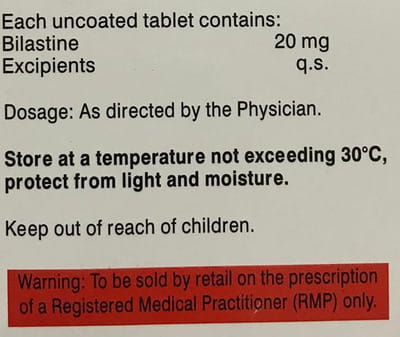 Each uncoated tablet contains:
Bilastine 20 mg
Excipients q.s.
Dosage: As directed by the Physician.
Store at a temperature not exceeding 30°C,
protect from light and moisture.
Keep out of reach of children.
Warning: To be sold by retail on the prescription
of a Registered Medical Practitioner (RMP) only.